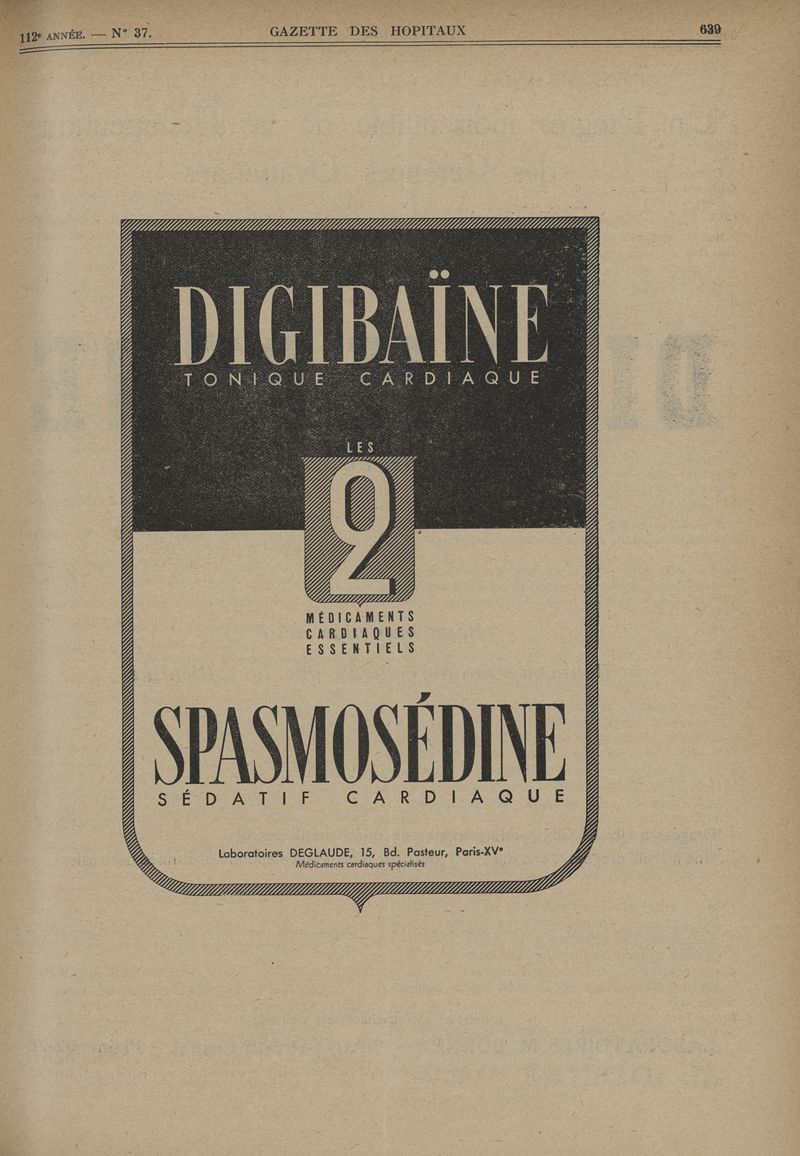 112e ANNÉE. — N° 37.
GAZETTE DES HOPITAUX
639
DIGIBAÏNE
TONIQUE CARDIAQUE
LES
2
MÉDICAMENTS
CARDIAQUES
ESSENTIELS
SPASMOSÉDINE
SÉDATIF CARDIAQUE
Laboratoires DEGLAUDE, 15, Bd. Pasteur, Paris-XVe
Médicaments cardiaques spécialisés